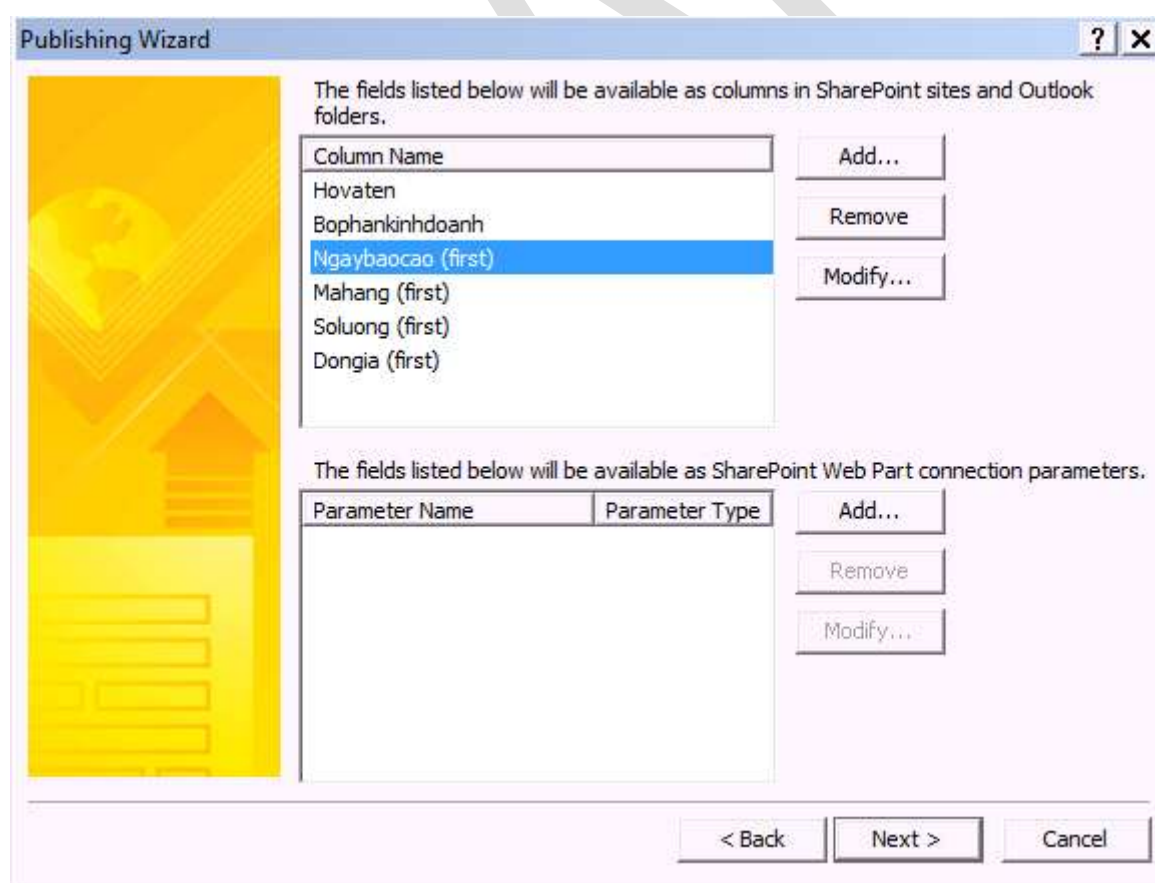 Publishing Wizard
The fields listed below will be available as columns in SharePoint sites and Outlook
folders.
Column Name
Hovaten
Bophankinhdoanh
Ngaybaocao (first)
Mahang (first)
Soluong (first)
Dongia (first)
Add...
Remove
Modify...
The fields listed below will be available as SharePoint Web Part connection parameters.
Parameter Name Parameter Type
Add...
Remove
Modify...
< Back Next > Cancel